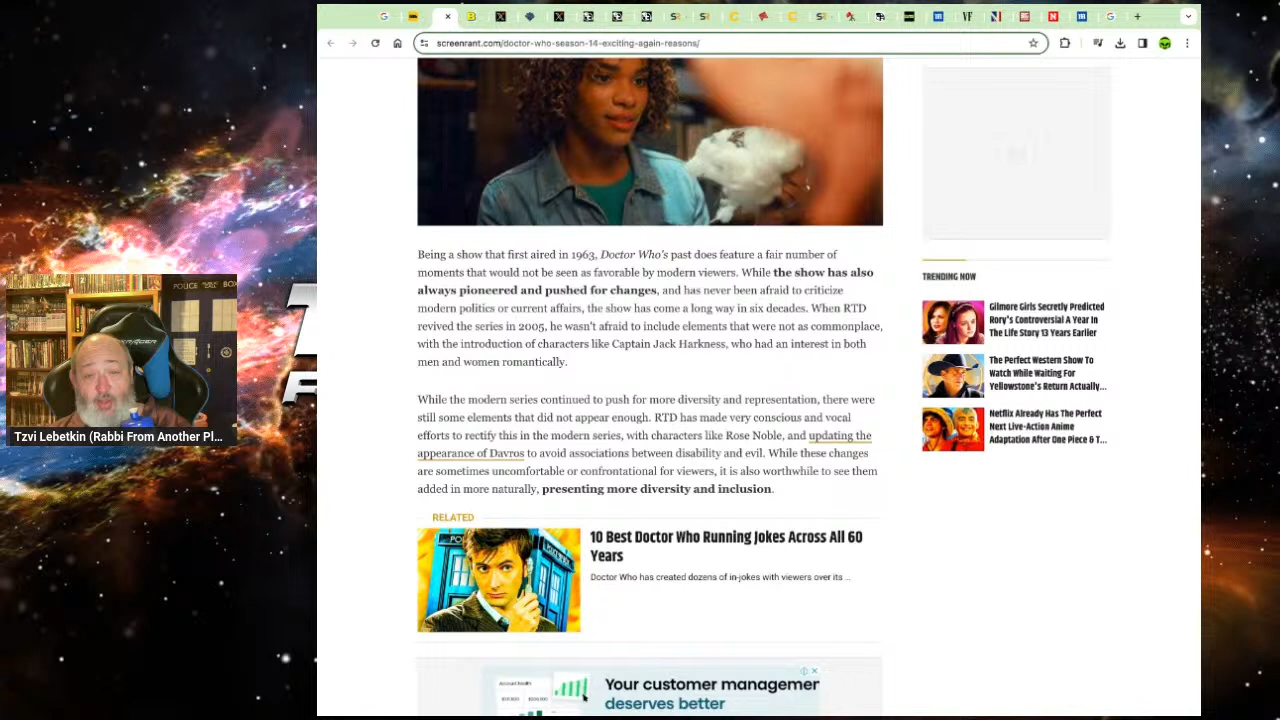 screenrant.com/doctor-who-season-14-exciting-again-reasons/
Being a show that first aired in 1963, Doctor Who's past does feature a fair number of
moments that would not be seen as favorable by modern viewers. While the show has also
always pioneered and pushed for changes, and has never been afraid to criticize
modern politics or current affairs, the show has come a long way in six decades. When RTD
revived the series in 2005, he wasn't afraid to include elements that were not as commonplace,
with the introduction of characters like Captain Jack Harkness, who had an interest in both
men and women romantically.
While the modern series continued to push for more diversity and representation, there were
still some elements that did not appear enough. RTD has made very conscious and vocal
efforts to rectify this in the modern series, with characters like Rose Noble, and updating the
appearance of Davros to avoid associations between disability and evil. While these changes
are sometimes uncomfortable or confrontational for viewers, it is also worthwhile to see them
added in more naturally, presenting more diversity and inclusion.
RELATED
10 Best Doctor Who Running Jokes Across All 60
Years
Doctor Who has created dozens of in-jokes with viewers over its ...
Your customer managemer
deserves better
TRENDING NOW
Gilmore Girls Secretly Predicted
Rory's Controversial A Year In
The Life Story 13 Years Earlier
The Perfect Western Show To
Watch While Waiting For
Yellowstone's Return Actually...
Netflix Already Has The Perfect
Next Live-Action Anime
Adaptation After One Piece & T...
POLICE BOX
Tzvi Lebetkin (Rabbi From Another Pl...